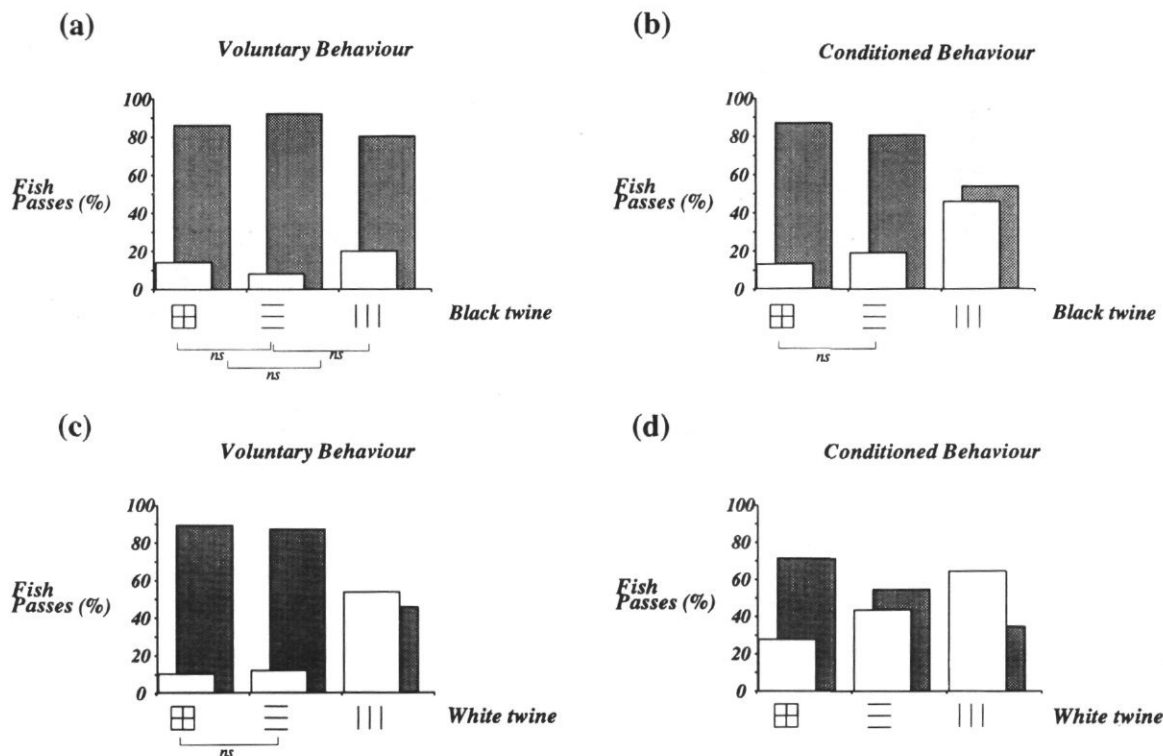 (a)
Voluntary Behaviour
100
80
60
40
20
0
Fish
Passes (%)
Black twine
ns
ns
ns
(b)
Conditioned Behaviour
100
80
60
40
20
0
Fish
Passes (%)
Black twine
ns
(c)
Voluntary Behaviour
100
80
60
40
20
0
Fish
Passes (%)
White twine
ns
(d)
Conditioned Behaviour
100
80
60
40
20
0
Fish
Passes (%)
White twine